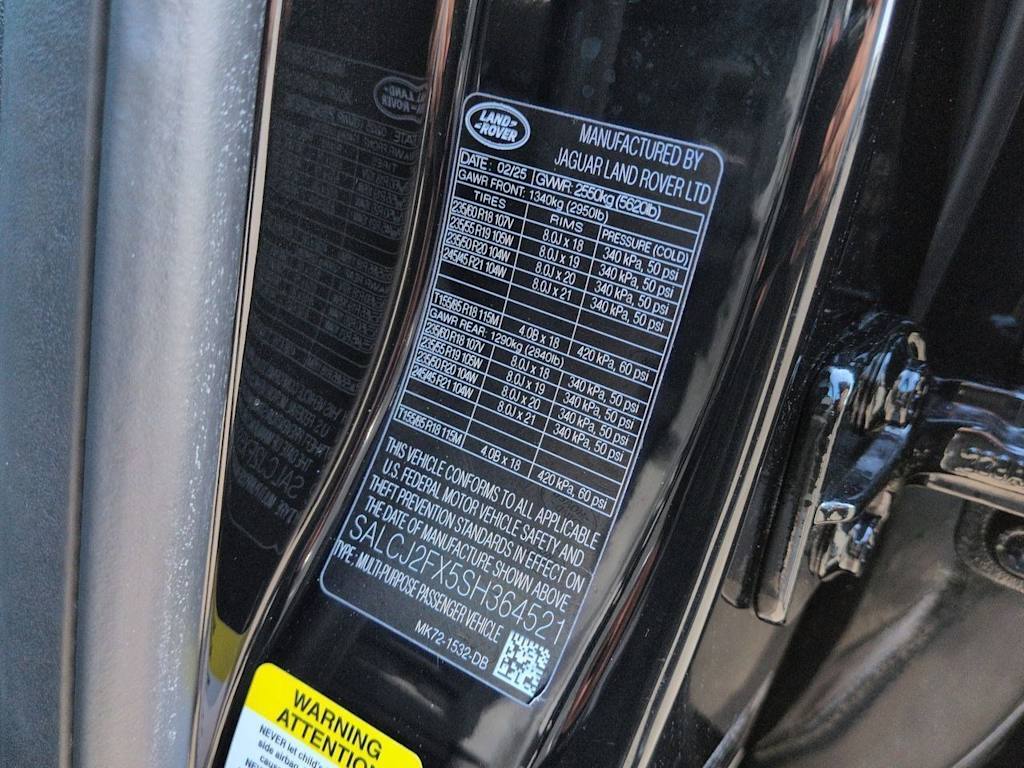 LAND
ROVER
MANUFACTURED BY
JAGUAR LAND ROVER LTD
DATE: 02/25 GVWR: 2550kg (5620lb)
GAWR FRONT: 1340kg (2950lb)
TIRES RIMS PRESSURE (COLD)
235/60 R18 107V 8.0J x 18 340 kPa, 50 psi
235/55 R19 105W 8.0J x 19 340 kPa, 50 psi
235/50 R20 104W 8.0J x 20 340 kPa, 50 psi
245/45 R21 104W 8.0J x 21 340 kPa, 50 psi
T155/85 R18 115M 4.0B x 18 420 kPa, 60 psi
GAWR REAR: 1290kg (2840lb)
235/60 R18 107V 8.0J x 18 340 kPa, 50 psi
235/55 R19 105W 8.0J x 19 340 kPa, 50 psi
235/50 R20 104W 8.0J x 20 340 kPa, 50 psi
245/45 R21 104W 8.0J x 21 340 kPa, 50 psi
T155/85 R18 115M 4.0B x 18 420 kPa, 60 psi
THIS VEHICLE CONFORMS TO ALL APPLICABLE
U.S. FEDERAL MOTOR VEHICLE SAFETY AND
THEFT PREVENTION STANDARDS IN EFFECT ON
THE DATE OF MANUFACTURE SHOWN ABOVE
SALCJ2FX5SH364521
TYPE: MULTI-PURPOSE PASSENGER VEHICLE
MK72-1532-DB
WARNING
ATTENTION
NEVER let child
side airba
caus
NE